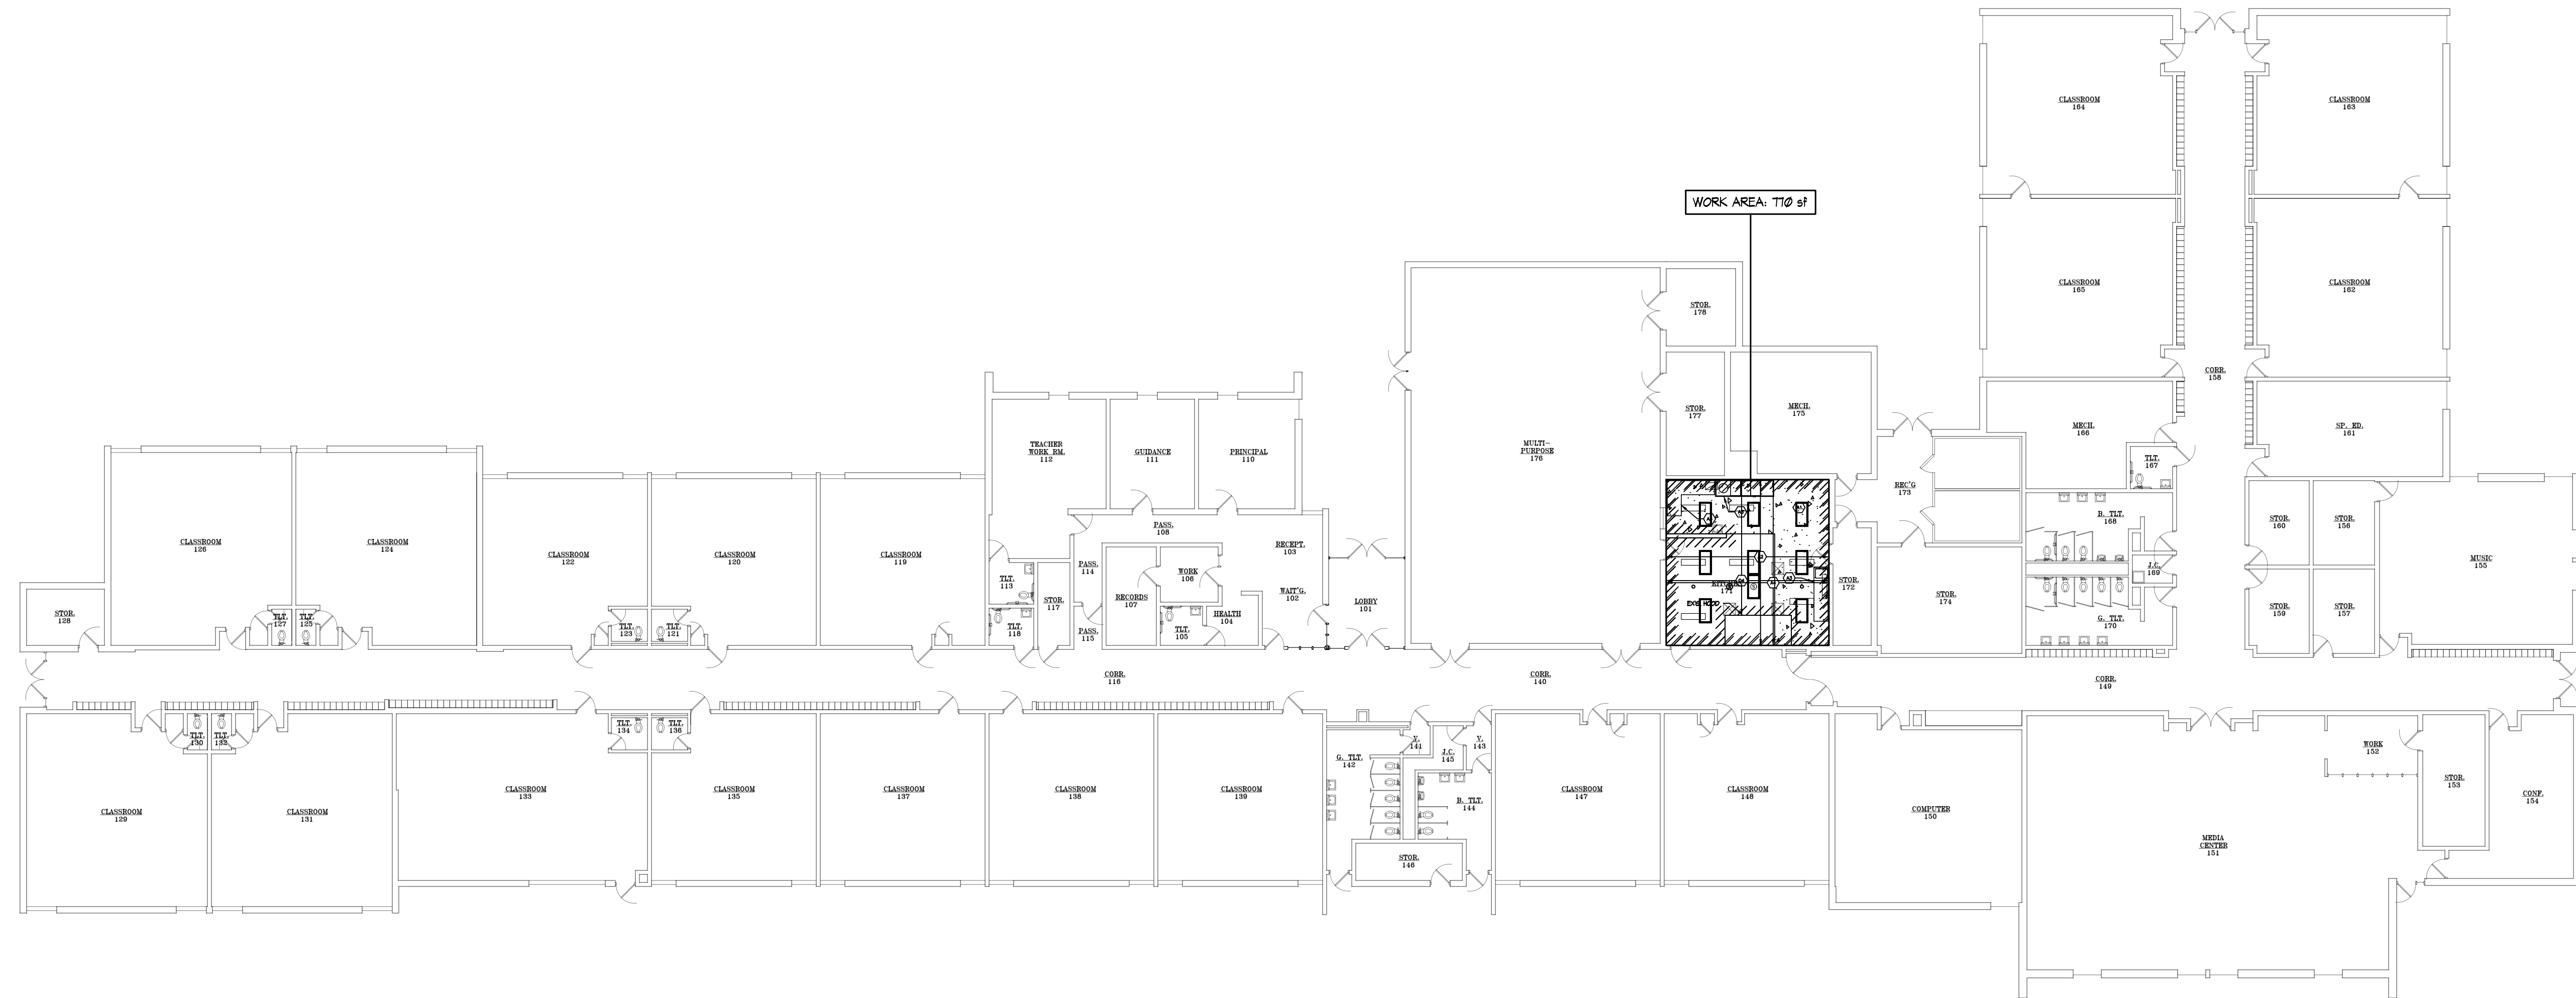 CLASSROOM
164
CLASSROOM
163
WORK AREA: 770 sf
CLASSROOM
165
CLASSROOM
162
STOR.
178
CORR.
158
STOR.
177
MECH.
175
MECH.
166
SP. ED.
161
TEACHER
WORK RM.
112
GUIDANCE
111
PRINCIPAL
110
MULTI-
PURPOSE
176
TLT.
167
REC'G
173
CLASSROOM
126
CLASSROOM
124
CLASSROOM
122
CLASSROOM
120
CLASSROOM
119
PASS.
108
RECEPT.
103
B. TLT.
168
STOR.
160
STOR.
156
MUSIC
155
PASS.
114
WORK
106
TLT.
113
J.C.
169
STOR.
128
TLT.
127
TLT.
125
TLT.
123
TLT.
121
STOR.
117
RECORDS
107
WAIT'G.
102
LOBBY
101
KITCHEN
171
EXG HOOD
STOR.
172
STOR.
174
STOR.
159
STOR.
157
TLT.
118
PASS.
115
TLT.
105
HEALTH
104
G. TLT.
170
CORR.
116
CORR.
140
CORR.
149
TLT.
130
TLT.
132
TLT.
134
TLT.
136
V.
141
V.
143
G. TLT.
142
J.C.
145
WORK
152
CLASSROOM
129
CLASSROOM
131
CLASSROOM
133
CLASSROOM
135
CLASSROOM
137
CLASSROOM
138
CLASSROOM
139
B. TLT.
144
CLASSROOM
147
CLASSROOM
148
COMPUTER
150
STOR.
153
CONF.
154
MEDIA
CENTER
151
STOR.
146